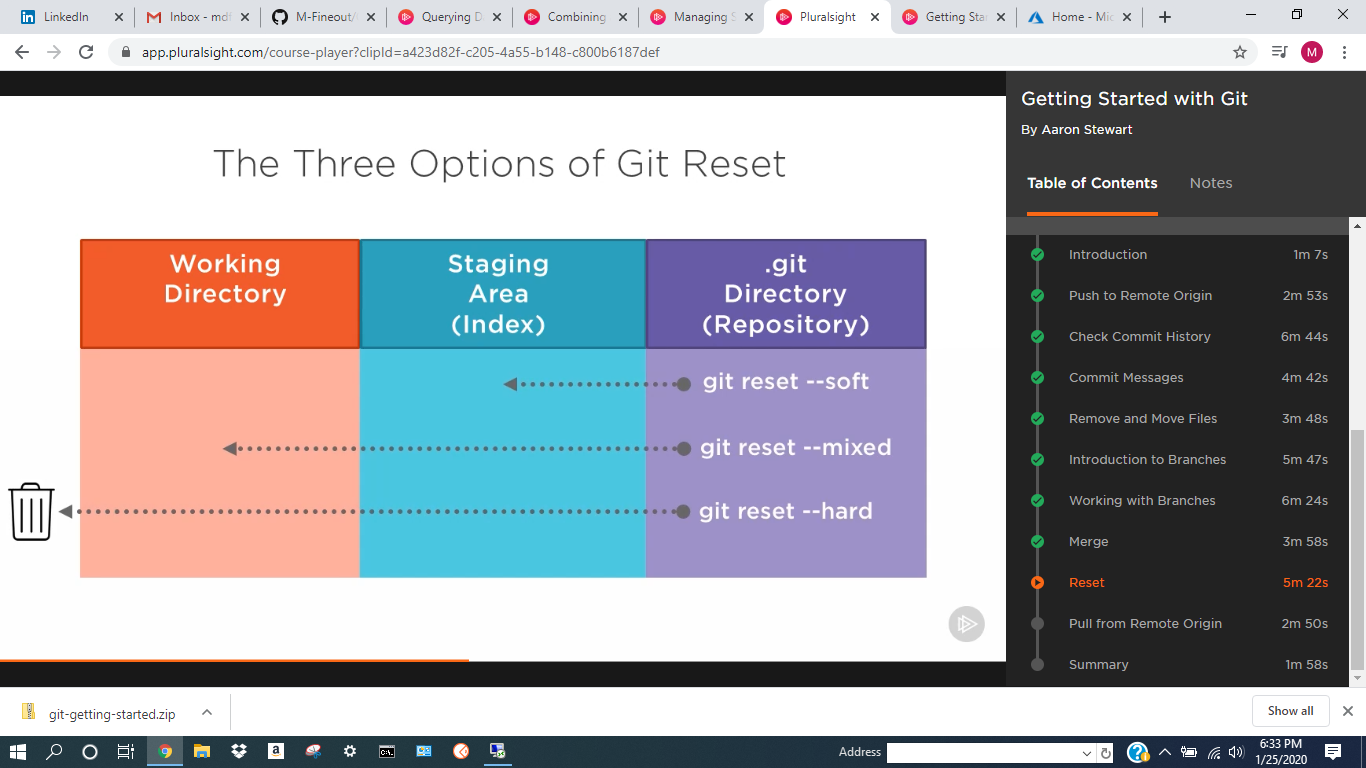 LinkedIn
Inbox - mdf
M-Fineout/
Querying D
Combining
Managing S
Pluralsight
Getting Star
Home - Mic
app.pluralsight.com/course-player?clipId=a423d82f-c205-4a55-b148-c800b6187def
M
The Three Options of Git Reset
Working
Directory
Staging
Area
(Index)
.git
Directory
(Repository)
git reset --soft
git reset --mixed
git reset --hard
Getting Started with Git
By Aaron Stewart
Table of Contents Notes
Introduction 1m 7s
Push to Remote Origin 2m 53s
Check Commit History 6m 44s
Commit Messages 4m 42s
Remove and Move Files 3m 48s
Introduction to Branches 5m 47s
Working with Branches 6m 24s
Merge 3m 58s
Reset 5m 22s
Pull from Remote Origin 2m 50s
Summary 1m 58s
git-getting-started.zip
Show all
a
C:\.
Address
6:33 PM
1/25/2020